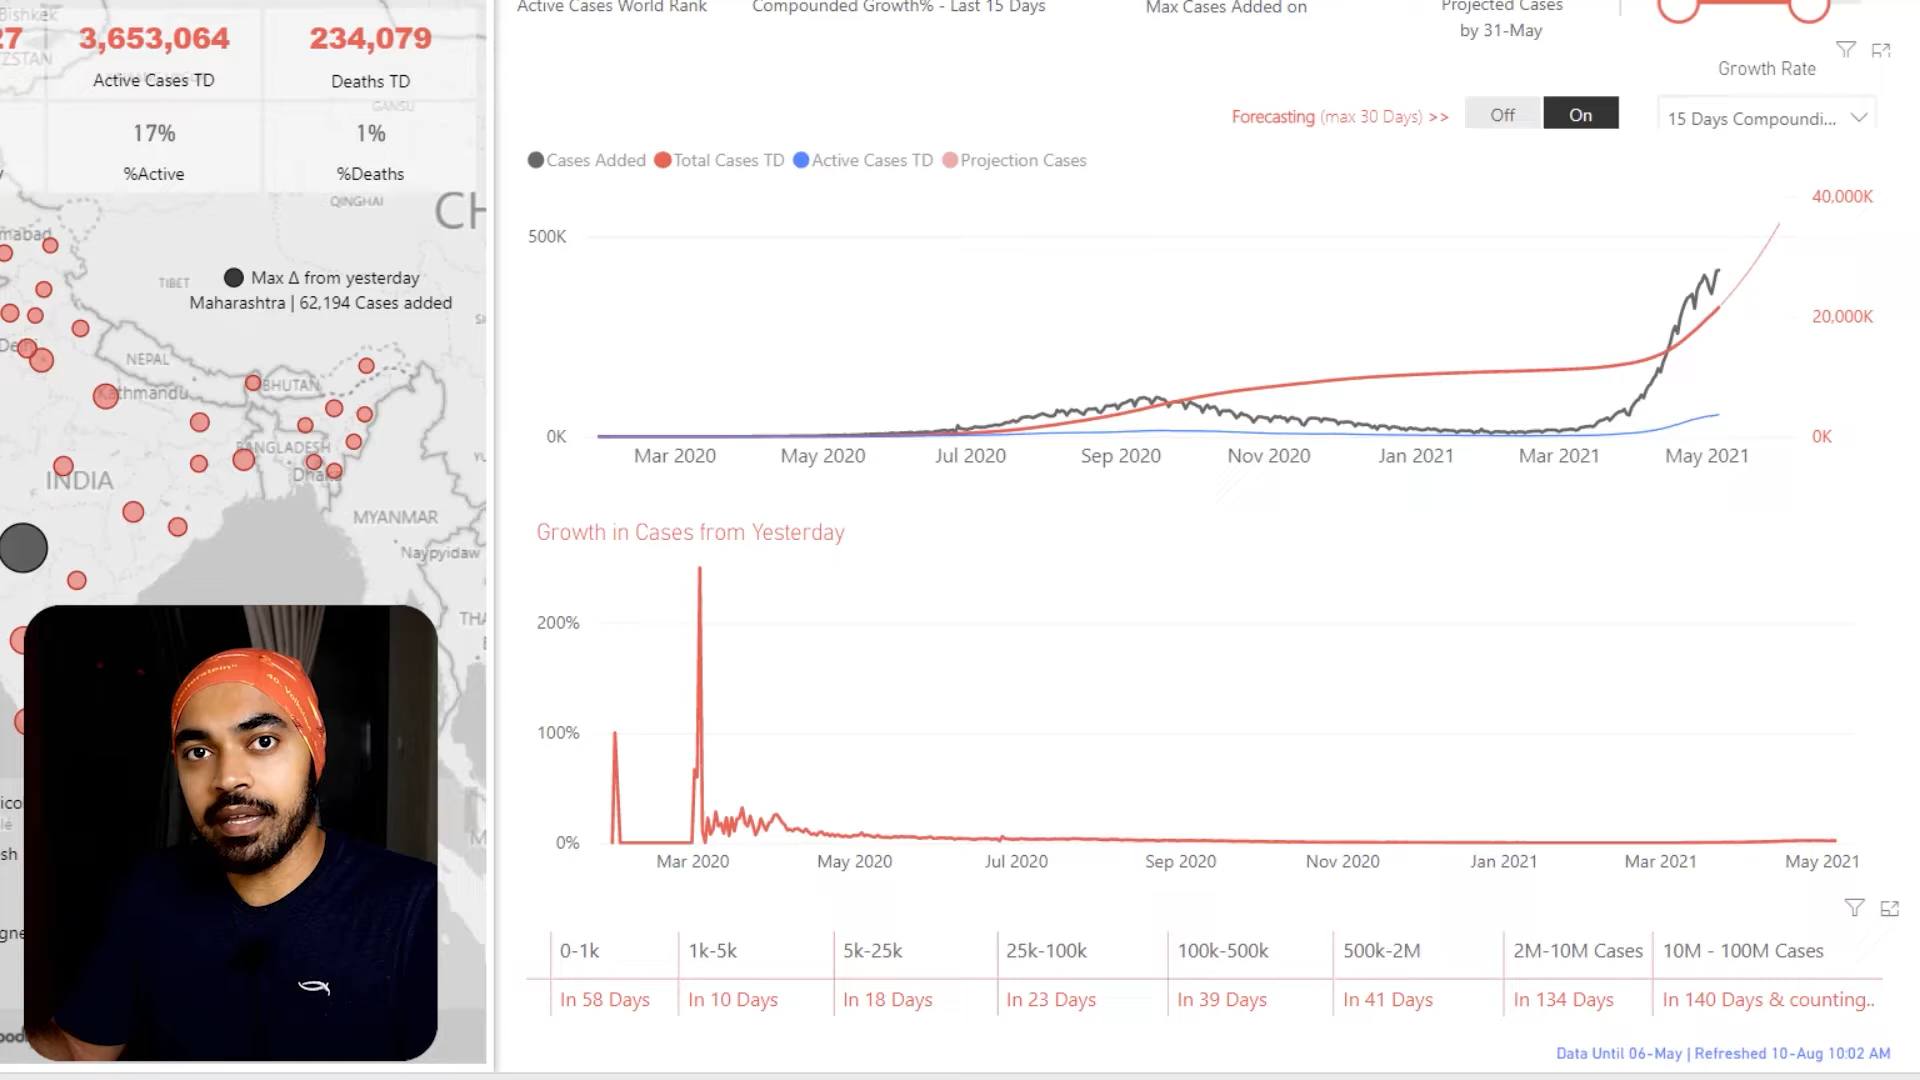 Bishkek
27
ZSTAN
3,653,064
Active Cases TD
234,079
Deaths TD
GANSU
17%
%Active
1%
%Deaths
QINGHAI
CH
mabad
TIBET
Max Δ from yesterday
Maharashtra | 62,194 Cases added
NEPAL
Kathmandu
BHUTAN
BANGLADESH
Dhaka
INDIA
MYANMAR
Naypyidaw
THA
Active Cases World Rank
Compounded Growth% - Last 15 Days
Max Cases Added on
Projected Cases
by 31-May
Growth Rate
Forecasting (max 30 Days) >>
Off
On
15 Days Compoundi...
Cases Added
Total Cases TD
Active Cases TD
Projection Cases
500K
0K
40,000K
20,000K
0K
Mar 2020
May 2020
Jul 2020
Sep 2020
Nov 2020
Jan 2021
Mar 2021
May 2021
Growth in Cases from Yesterday
200%
100%
0%
Mar 2020
May 2020
Jul 2020
Sep 2020
Nov 2020
Jan 2021
Mar 2021
May 2021
0-1k
1k-5k
5k-25k
25k-100k
100k-500k
500k-2M
2M-10M Cases
10M - 100M Cases
In 58 Days
In 10 Days
In 18 Days
In 23 Days
In 39 Days
In 41 Days
In 134 Days
In 140 Days & counting..
Data Until 06-May | Refreshed 10-Aug 10:02 AM